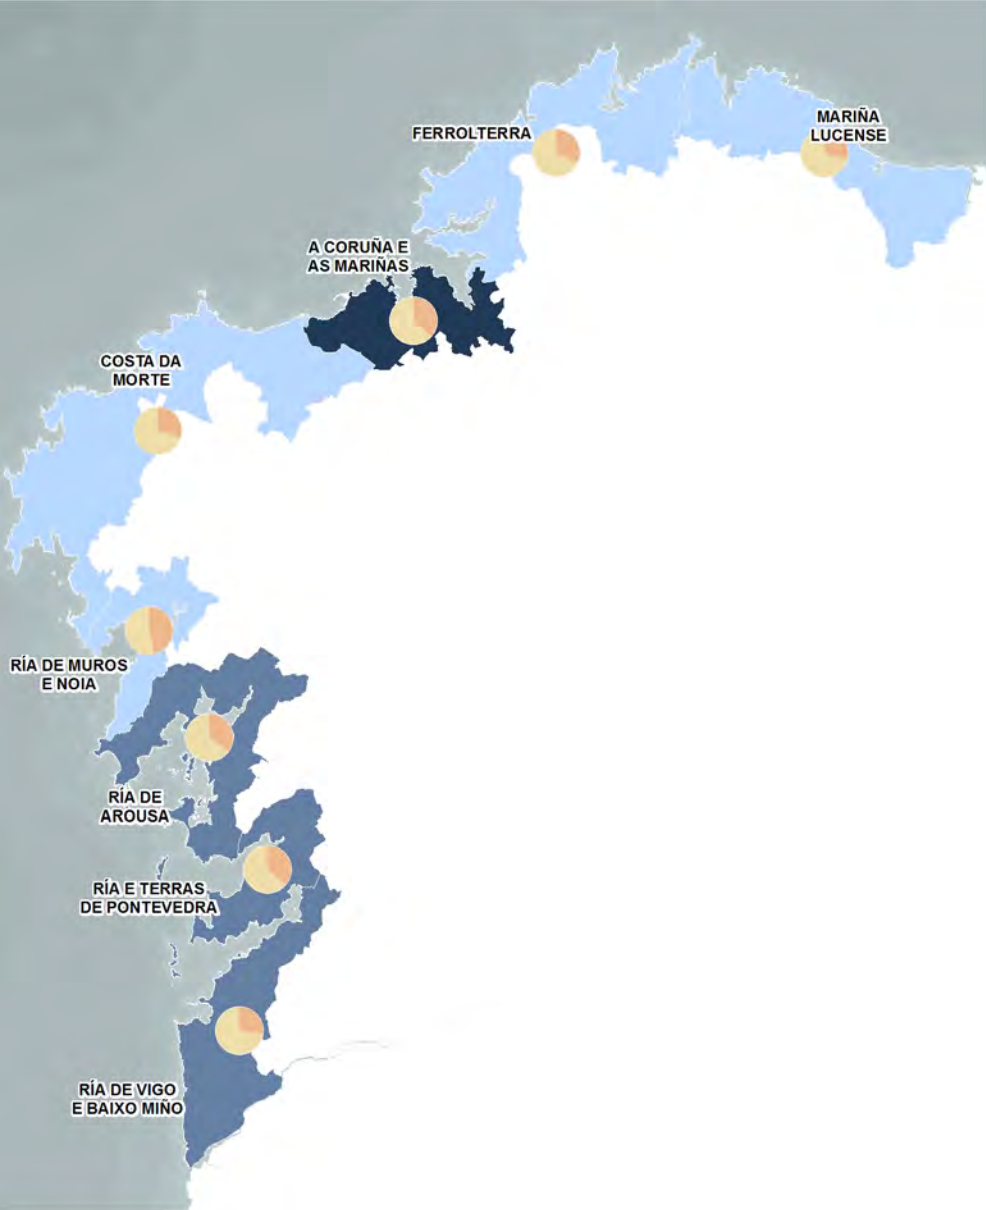 MARIÑA
LUCENSE
FERROLTERRA
A CORUÑA E
AS MARIÑAS
COSTA DA
MORTE
RÍA DE MUROS
E NOIA
RÍA DE
AROUSA
RÍA E TERRAS
DE PONTEVEDRA
RÍA DE VIGO
E BAIXO MIÑO